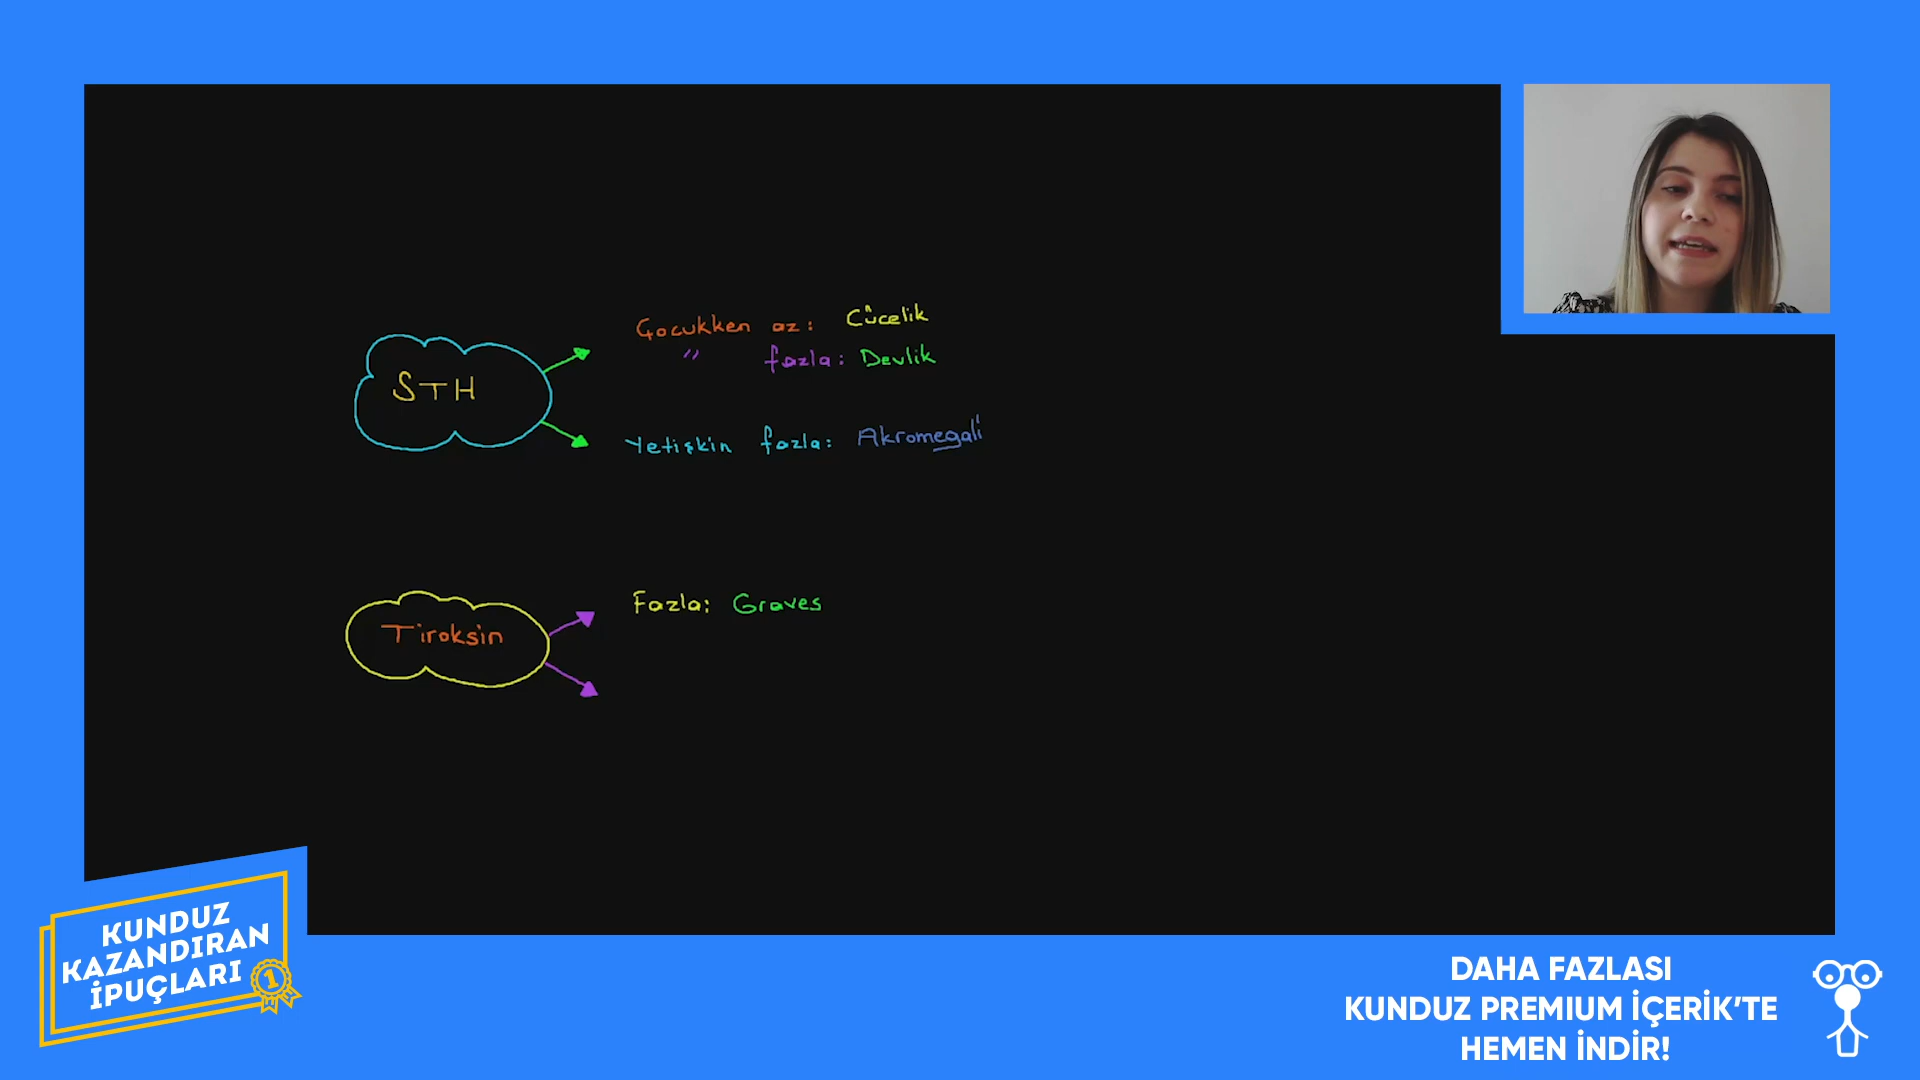 STH
Çocukken az: Cücelik
" fazla: Devlik
Yetişkin fazla: Akromegali
Tiroksin
Fazla: Graves
KUNDUZ
KAZANDIRAN
İPUÇLARI
1
DAHA FAZLASI
KUNDUZ PREMIUM İÇERİK'TE
HEMEN İNDİR!